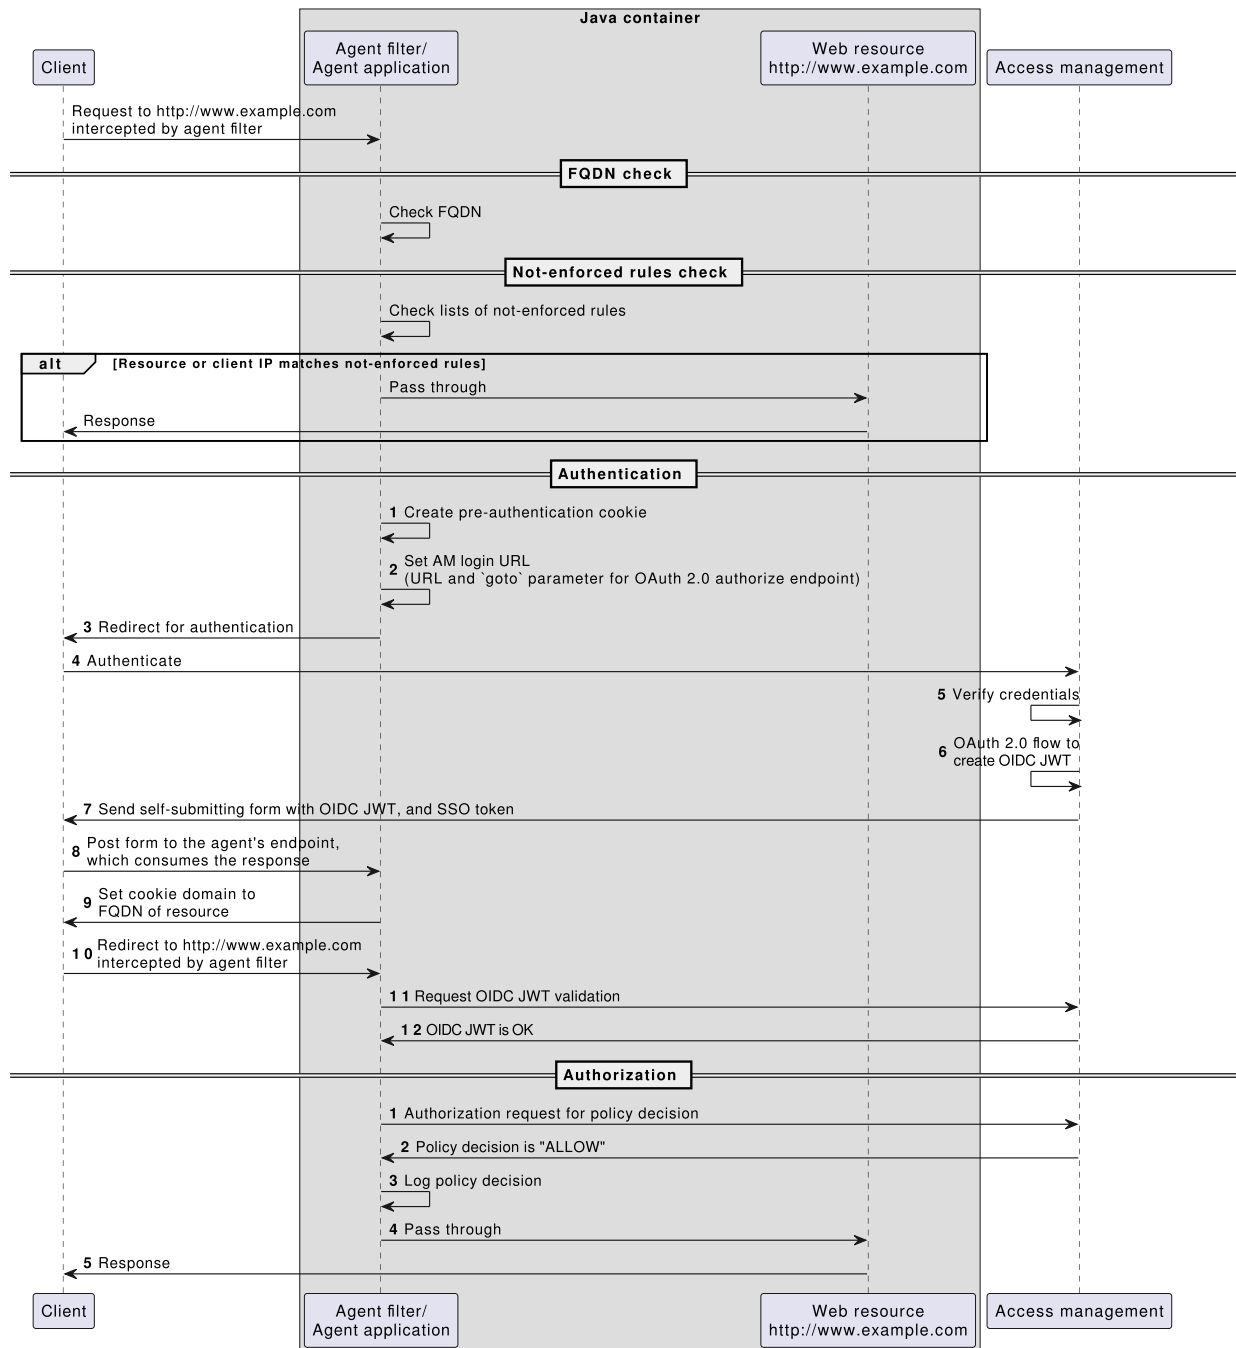 Java container
Client
Agent filter/
Agent application
Web resource
http://www.example.com
Access management
Request to http://www.example.com
intercepted by agent filter
FQDN check
Check FQDN
Not-enforced rules check
Check lists of not-enforced rules
alt [Resource or client IP matches not-enforced rules]
Pass through
Response
Authentication
1 Create pre-authentication cookie
2 Set AM login URL
(URL and `goto` parameter for OAuth 2.0 authorize endpoint)
3 Redirect for authentication
4 Authenticate
5 Verify credentials
6 OAuth 2.0 flow to
create OIDC JWT
7 Send self-submitting form with OIDC JWT, and SSO token
8 Post form to the agent's endpoint,
which consumes the response
9 Set cookie domain to
FQDN of resource
10 Redirect to http://www.example.com
intercepted by agent filter
11 Request OIDC JWT validation
12 OIDC JWT is OK
Authorization
1 Authorization request for policy decision
2 Policy decision is "ALLOW"
3 Log policy decision
4 Pass through
5 Response
Client
Agent filter/
Agent application
Web resource
http://www.example.com
Access management